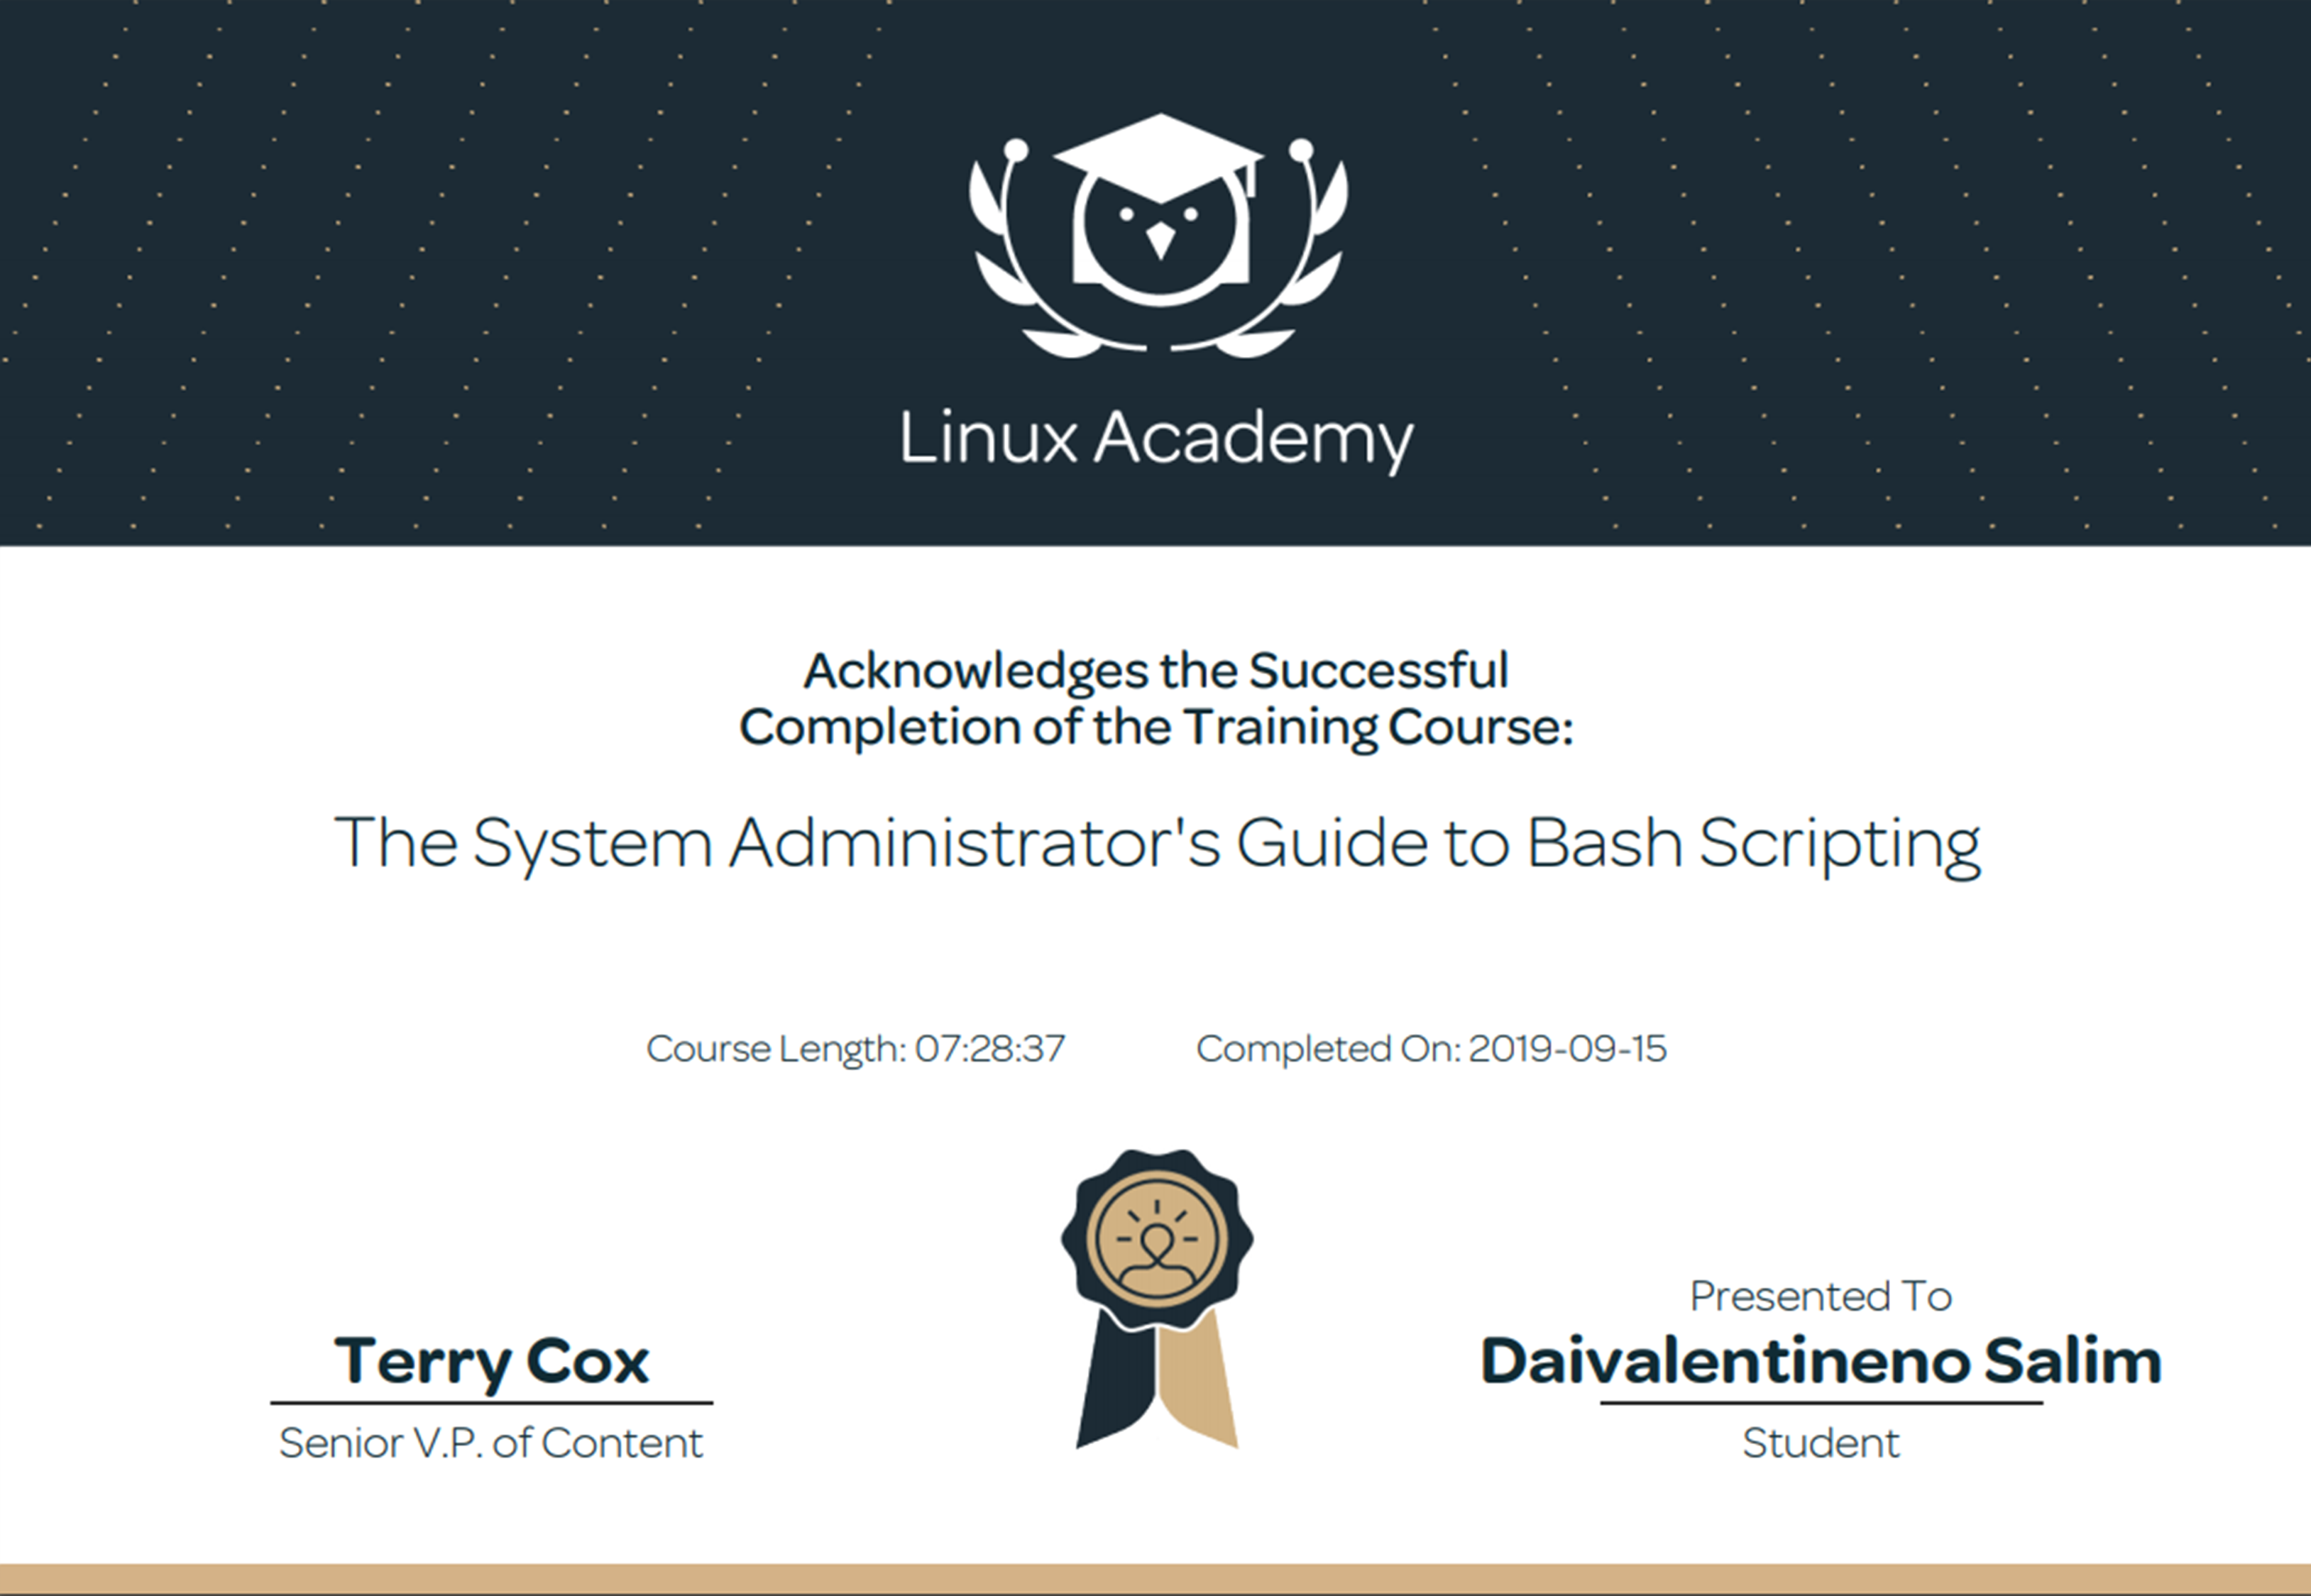 Linux Academy
Acknowledges the Successful
Completion of the Training Course:
The System Administrator's Guide to Bash Scripting
Course Length: 07:28:37 Completed On: 2019-09-15
Terry Cox
Senior V.P. of Content
Presented To
Daivalentineno Salim
Student